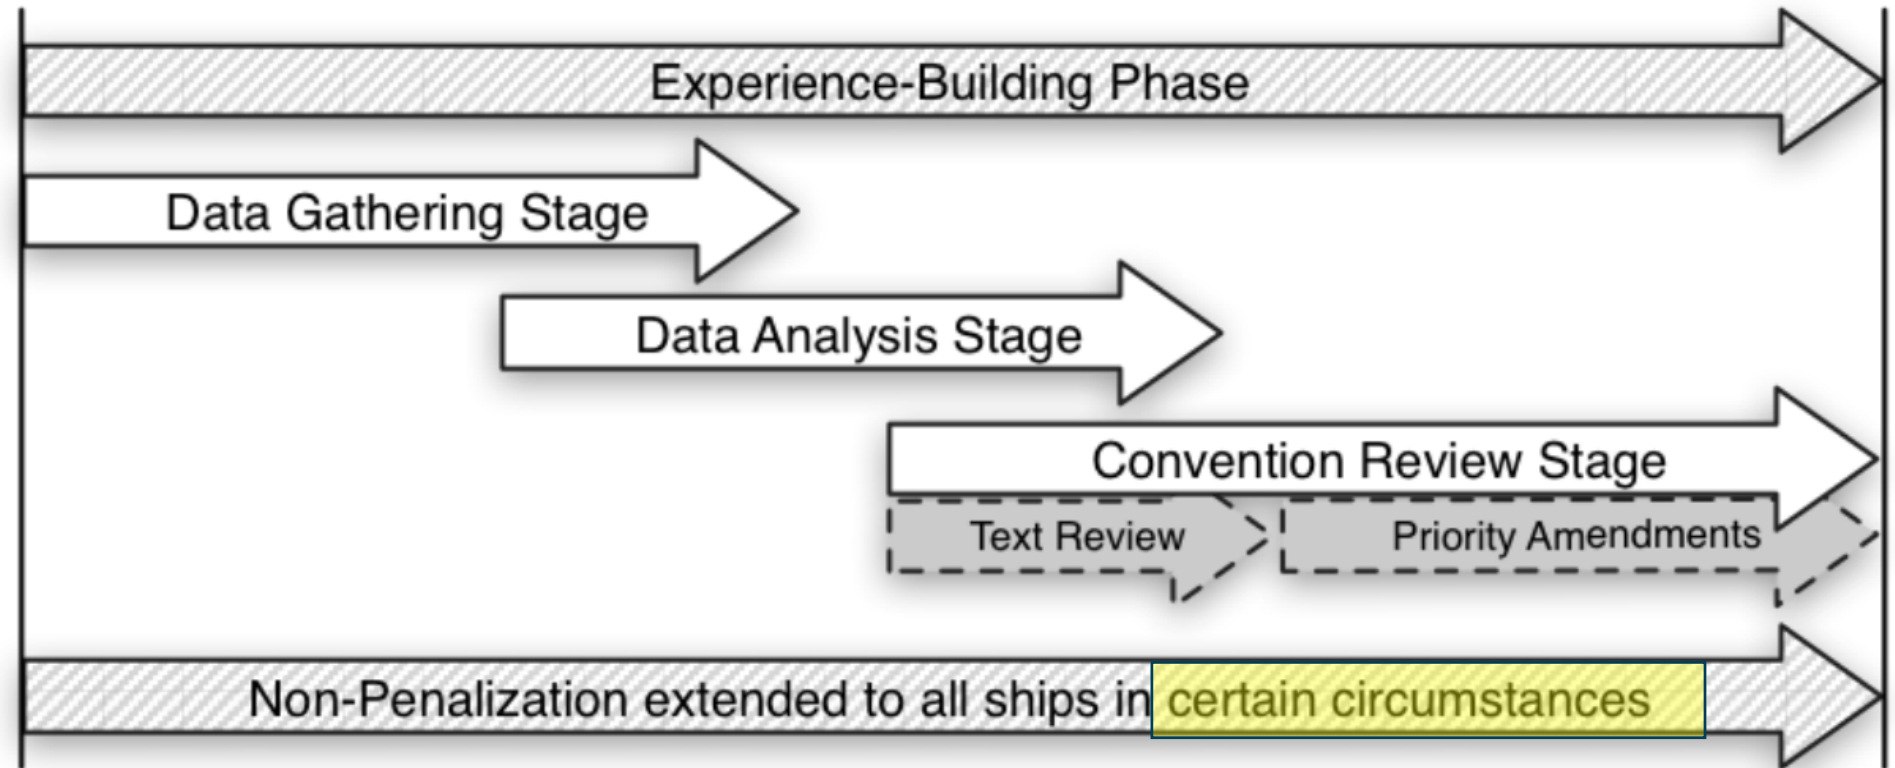 Experience-Building Phase
Data Gathering Stage
Data Analysis Stage
Convention Review Stage
Text Review
Priority Amendments
Non-Penalization extended to all ships in certain circumstances